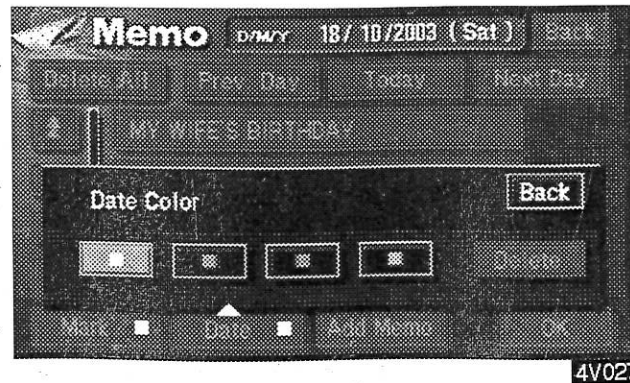 Memo D/M/Y 18/ 10/2003 ( Sat ) Back
Delete All Prev. Day Today Next Day
MY WIFE'S BIRTHDAY
Date Color Back
Delete
Mark Date Add Memo OK
4V02